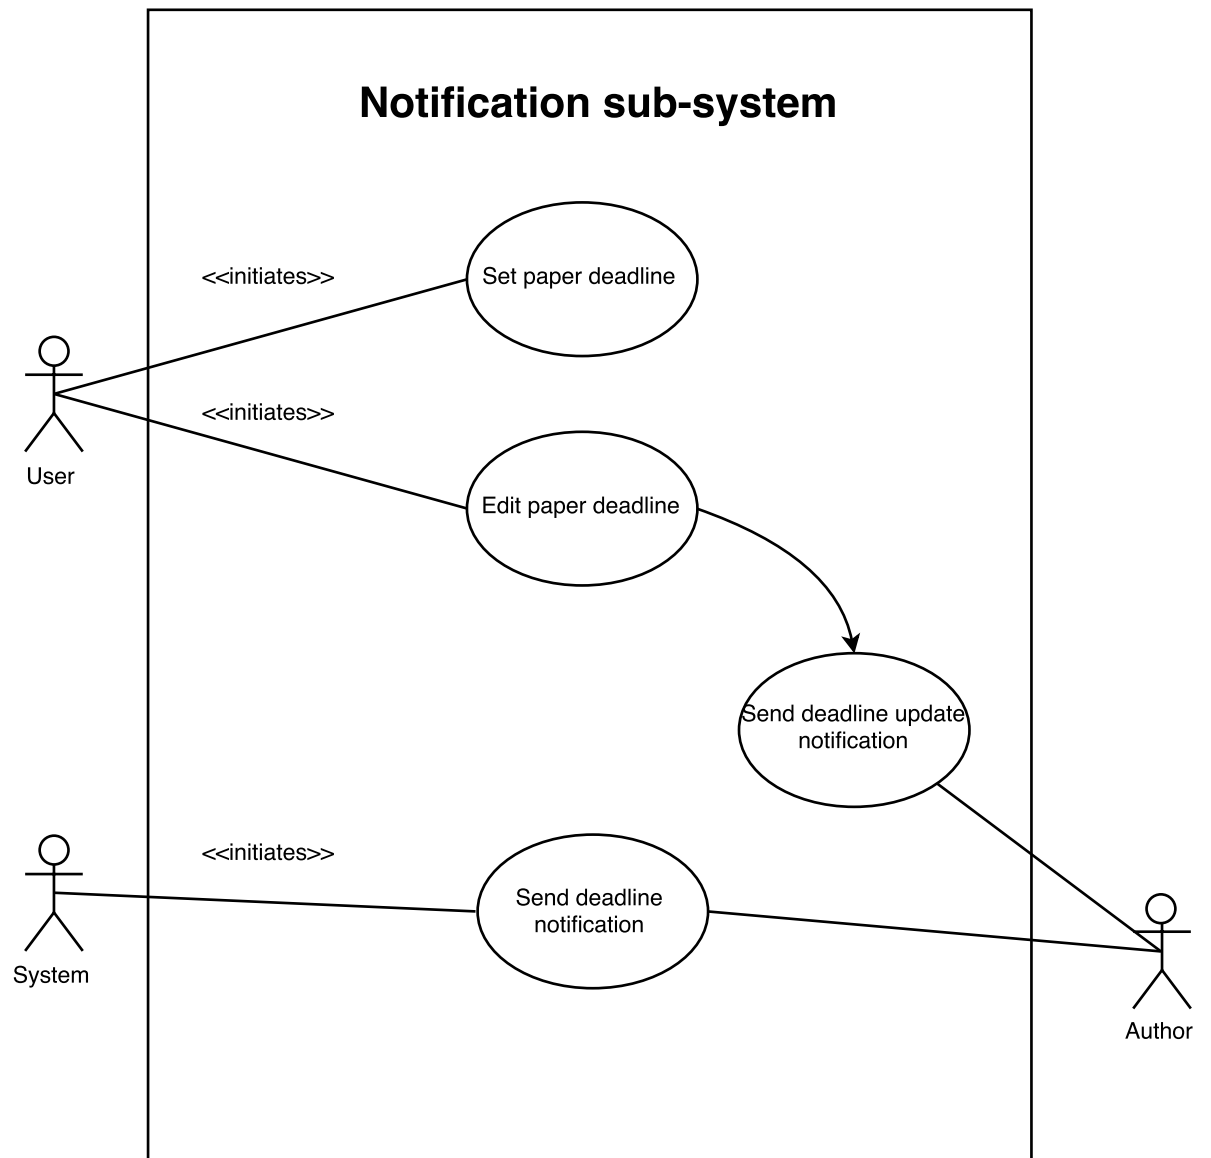 Notification sub-system
<<initiates>>
Set paper deadline
<<initiates>>
User
Edit paper deadline
Send deadline update
notification
<<initiates>>
Send deadline
notification
System
Author